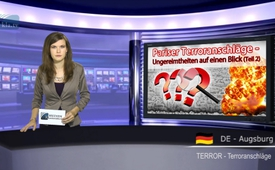 Pariser Terroranschläge -
Ungereimtheiten auf einen Blick (Teil 2)
???
DE - Augsburg
TERROR - Terroranschläge